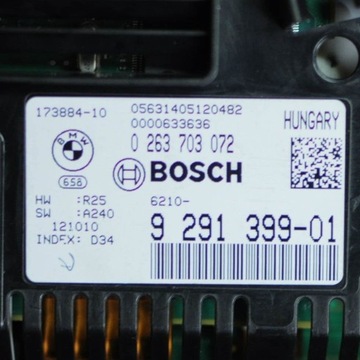 173884-10 05631405120482
0000633636
HUNGARY
BMW
0 263 703 072
BOSCH
658
HW :R25 6210-
SW :A240
121010
INDEX: D34
9 291 399-01